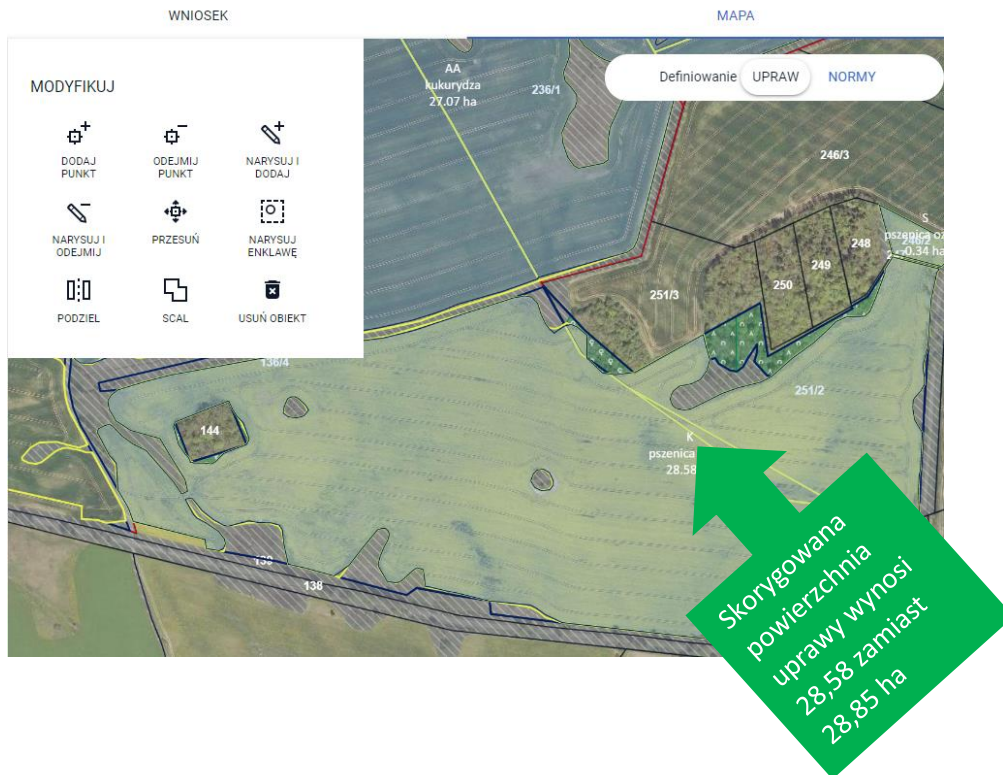 WNIOSEK
MAPA
MODYFIKUJ
DODAJ
PUNKT
ODEJMIJ
PUNKT
NARYSUJ I
DODAJ
NARYSUJ I
ODEJMIJ
PRZESUŃ
NARYSUJ
ENKLAWĘ
PODZIEL
SCAL
USUŃ OBIEKT
Definiowanie
UPRAW
NORMY
AA
kukurydza
27.07 ha
236/1
246/3
S
pszenica oz
246/2
0.34 ha
248
249
250
251/3
136/4
251/2
144
K
pszenica
28.58
139
138
Skorygowana
powierzchnia
uprawy wynosi
28,58 zamiast
28,85 ha